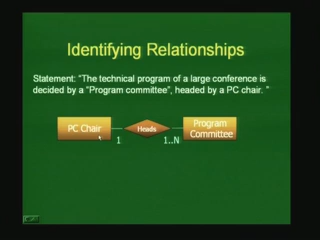 Identifying Relationships
Statement: "The technical program of a large conference is
decided by a "Program committee", headed by a PC chair. "
PC Chair
Heads
Program
Committee
1
1..N